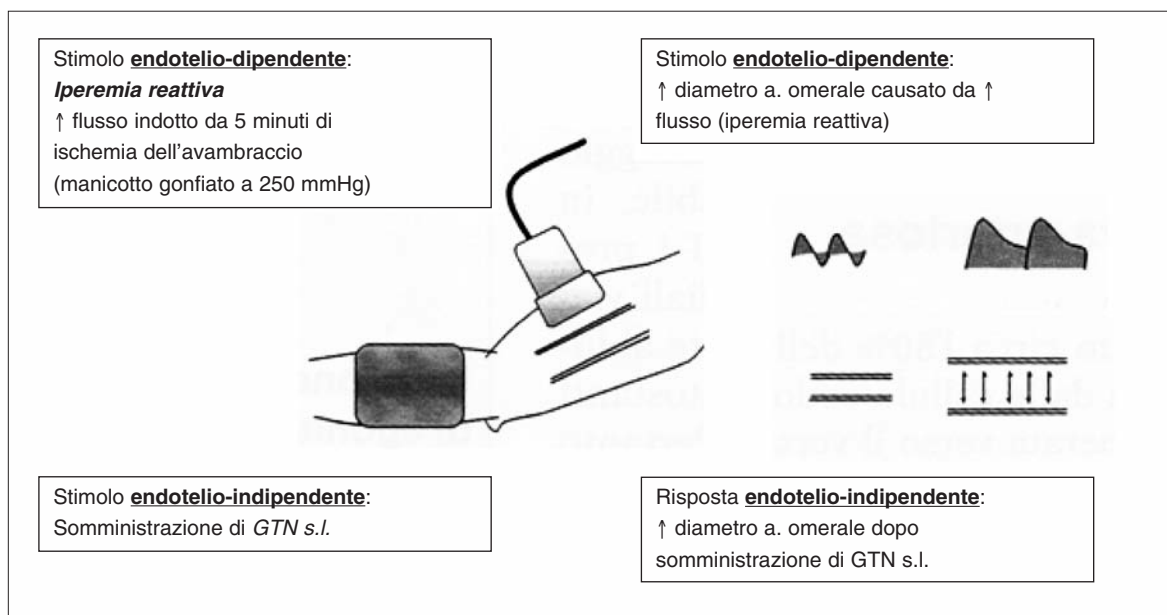 Stimolo endotelio-dipendente:
Iperemia reattiva
↑ flusso indotto da 5 minuti di
ischemia dell'avambraccio
(manicotto gonfiato a 250 mmHg)
Stimolo endotelio-dipendente:
↑ diametro a. omerale causato da ↑
flusso (iperemia reattiva)
Stimolo endotelio-indipendente:
Somministrazione di GTN s.l.
Risposta endotelio-indipendente:
↑ diametro a. omerale dopo
somministrazione di GTN s.l.